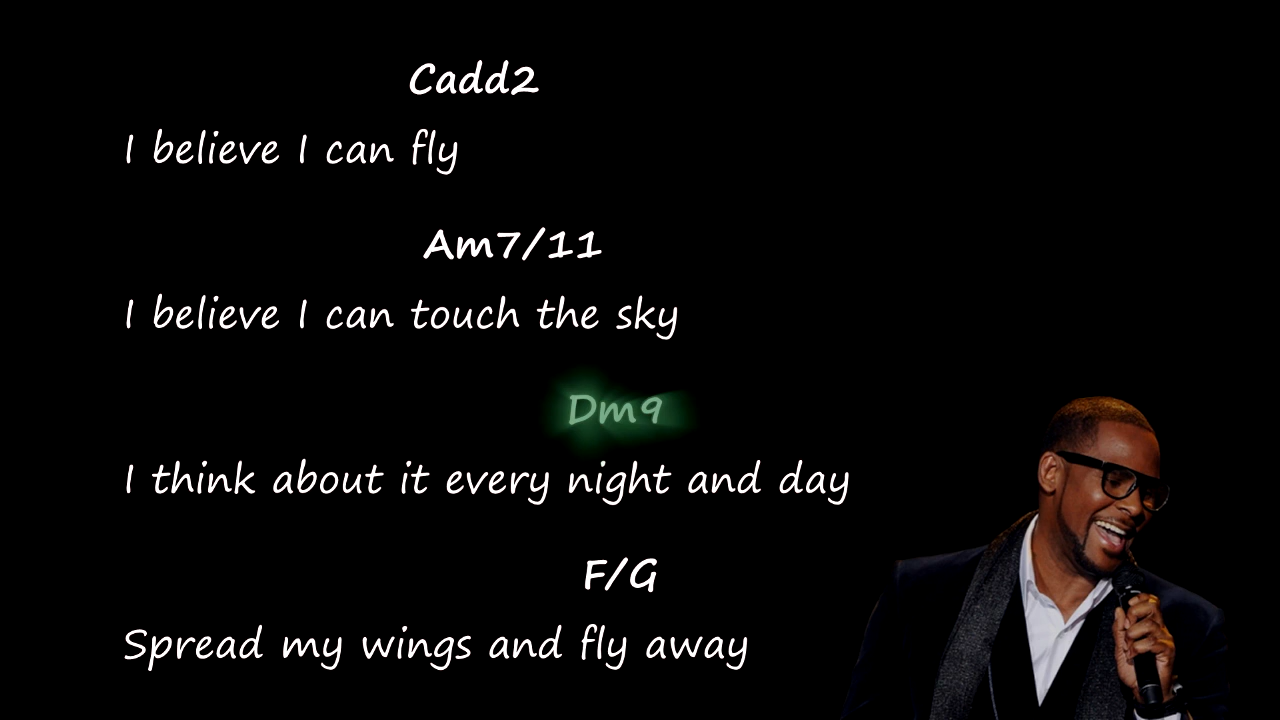 Cadd2
I believe I can fly
Am7/11
I believe I can touch the sky
Dm9
I think about it every night and day
F/G
Spread my wings and fly away